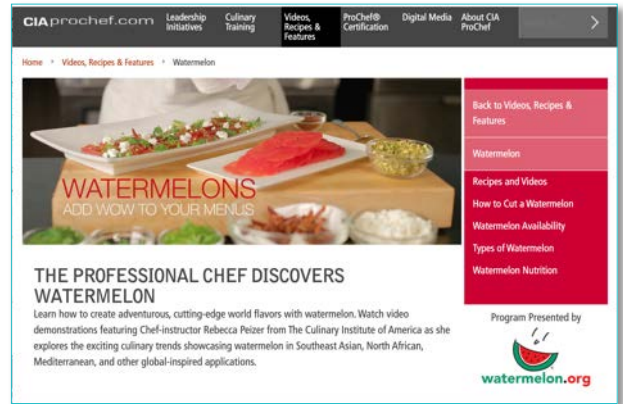 CIAprochef.com
Leadership
Initiatives
Culinary
Training
Videos,
Recipes &
Features
ProChef®
Certification
Digital Media
About CIA
ProChef
Home › Videos, Recipes & Features › Watermelon
WATERMELONS
ADD WOW TO YOUR MENUS
Back to Videos, Recipes &
Features
Watermelon
Recipes and Videos
How to Cut a Watermelon
Watermelon Availability
Types of Watermelon
Watermelon Nutrition
THE PROFESSIONAL CHEF DISCOVERS
WATERMELON
Learn how to create adventurous, cutting-edge world flavors with watermelon. Watch video
demonstrations featuring Chef-instructor Rebecca Peizer from The Culinary Institute of America as she
explores the exciting culinary trends showcasing watermelon in Southeast Asian, North African,
Mediterranean, and other global-inspired applications.
Program Presented by
watermelon.org